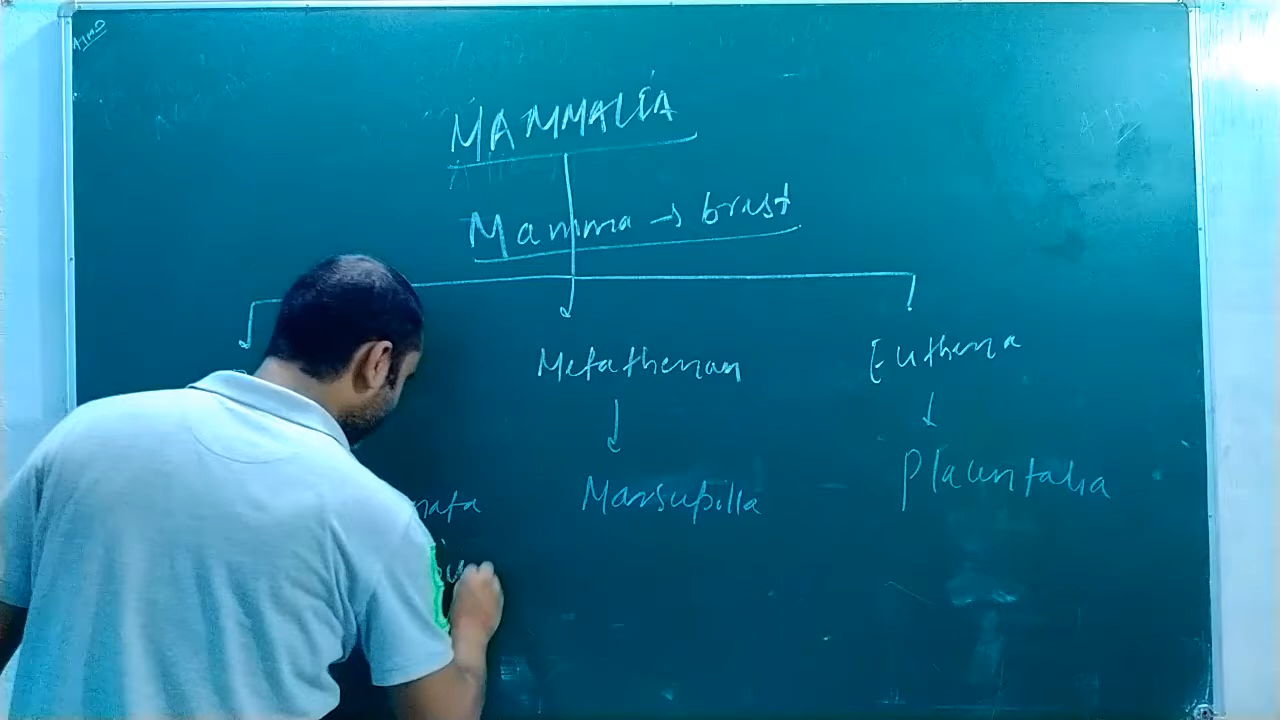 MAMMALIA
Mamma → brest
Metatherian Eutheria
Marsupilla Placentalia